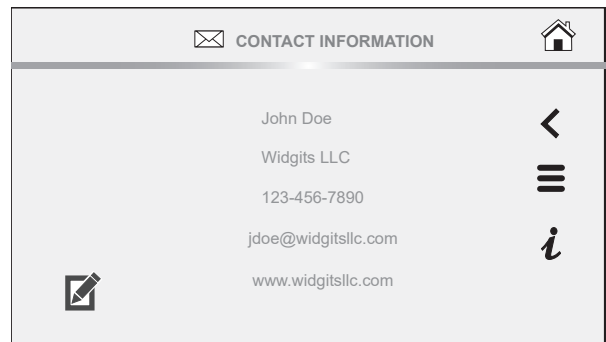 CONTACT INFORMATION
John Doe
Widgits LLC
123-456-7890
jdoe@widgitsllc.com
www.widgitsllc.com
i